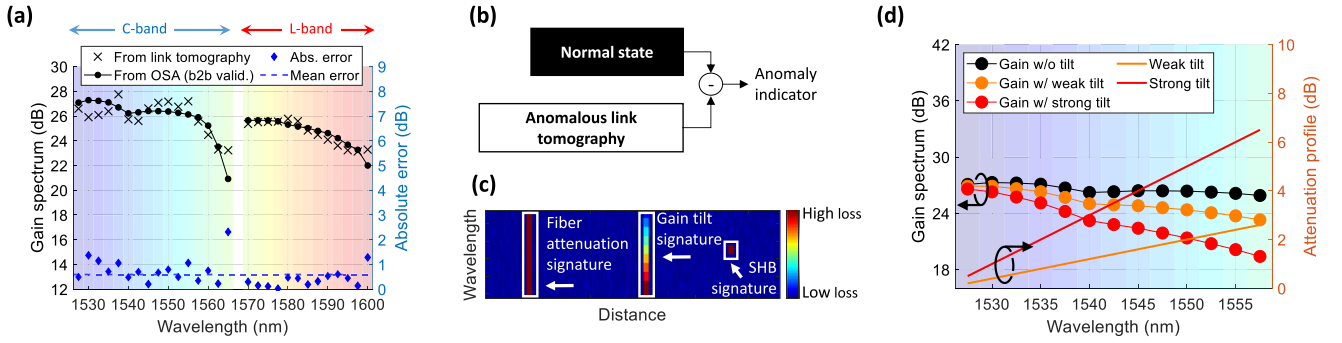 (a)
C-band
L-band
From link tomography
Abs. error
From OSA (b2b valid.)
Mean error
Gain spectrum (dB)
30
28
26
24
22
20
18
16
14
12
9
8
7
6
5
4
3
2
1
0
Absolute error (dB)
1530 1540 1550 1560 1570 1580 1590 1600
Wavelength (nm)
(b)
Normal state
-
Anomaly
indicator
Anomalous link
tomography
(c)
Wavelength
Fiber
attenuation
signature
Gain tilt
signature
SHB
signature
High loss
Low loss
Distance
(d)
Gain w/o tilt
Weak tilt
Gain w/ weak tilt
Strong tilt
Gain w/ strong tilt
Gain spectrum (dB)
42
36
30
24
18
10
8
6
4
2
0
Attenuation profile (dB)
1530 1535 1540 1545 1550 1555
Wavelength (nm)